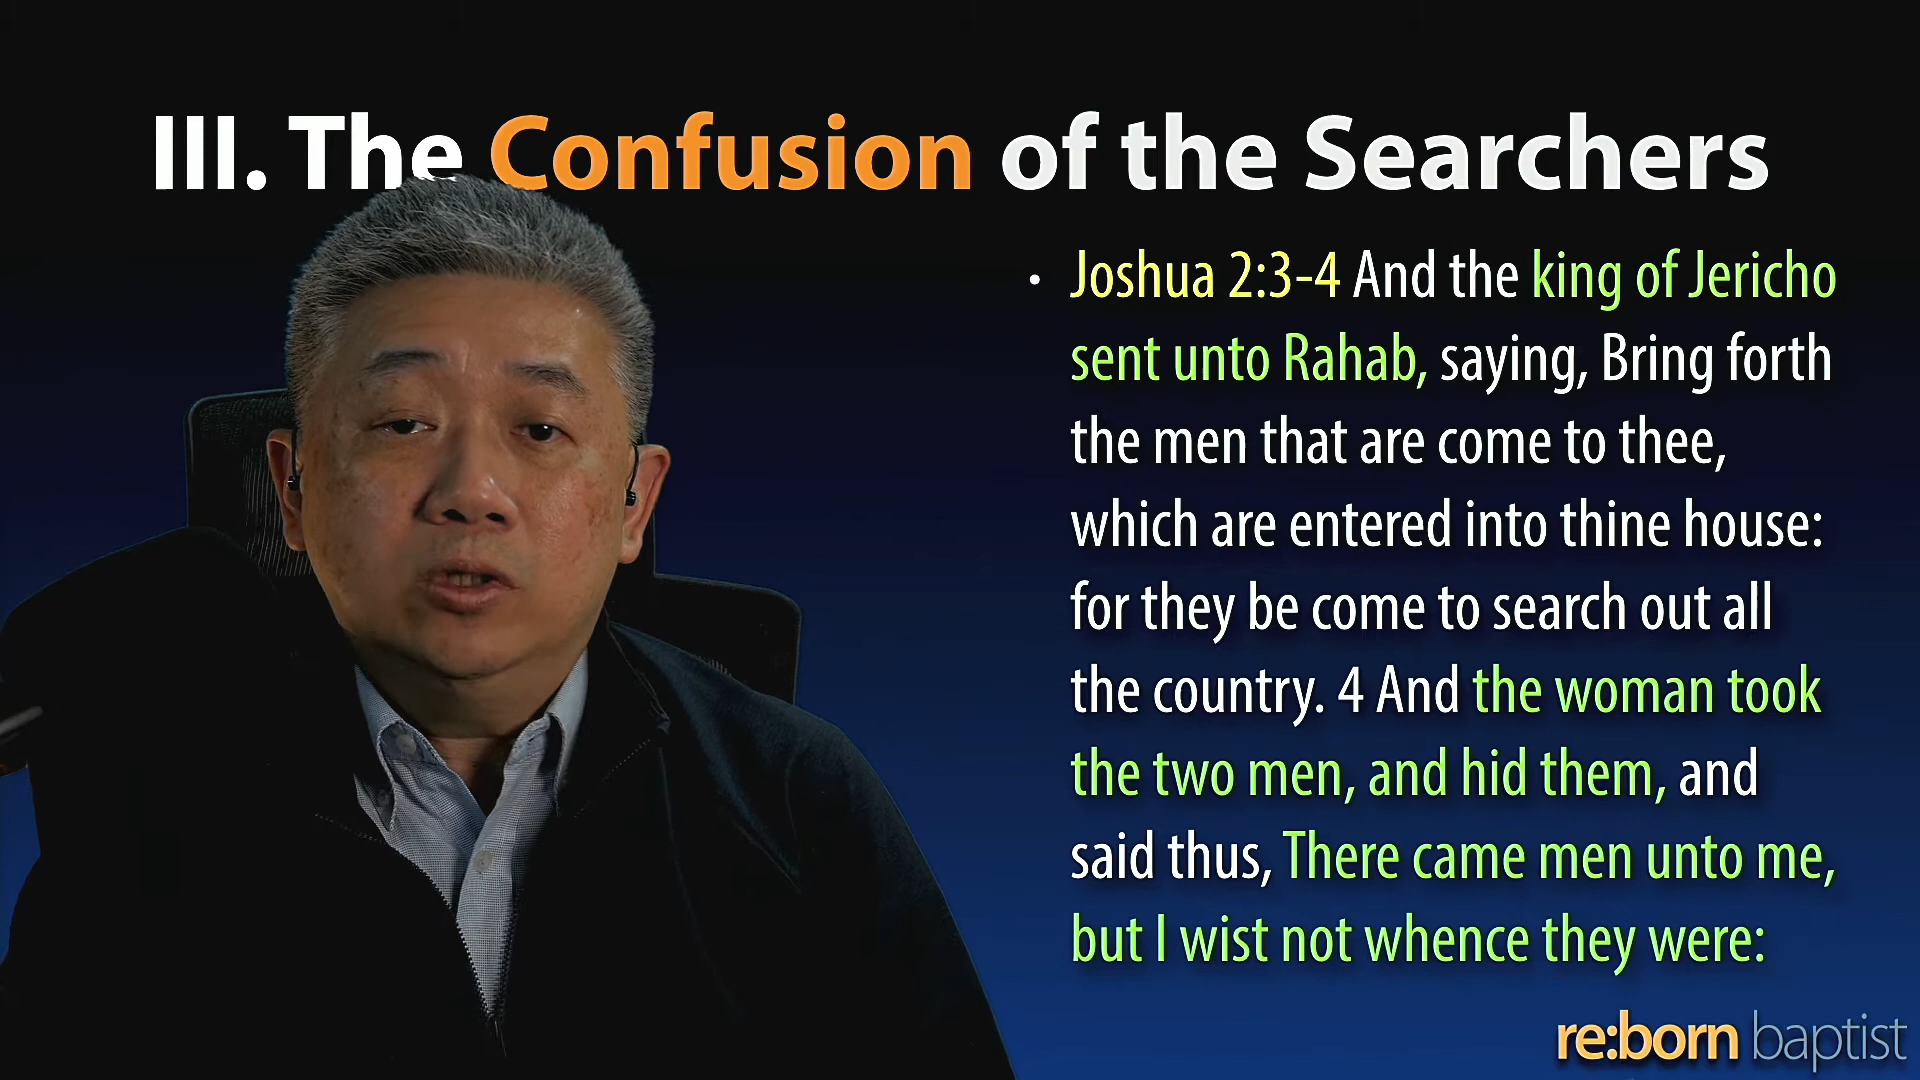 III. The Confusion of the Searchers
• Joshua 2:3-4 And the king of Jericho
sent unto Rahab, saying, Bring forth
the men that are come to thee,
which are entered into thine house:
for they be come to search out all
the country. 4 And the woman took
the two men, and hid them, and
said thus, There came men unto me,
but I wist not whence they were:
re:born baptist